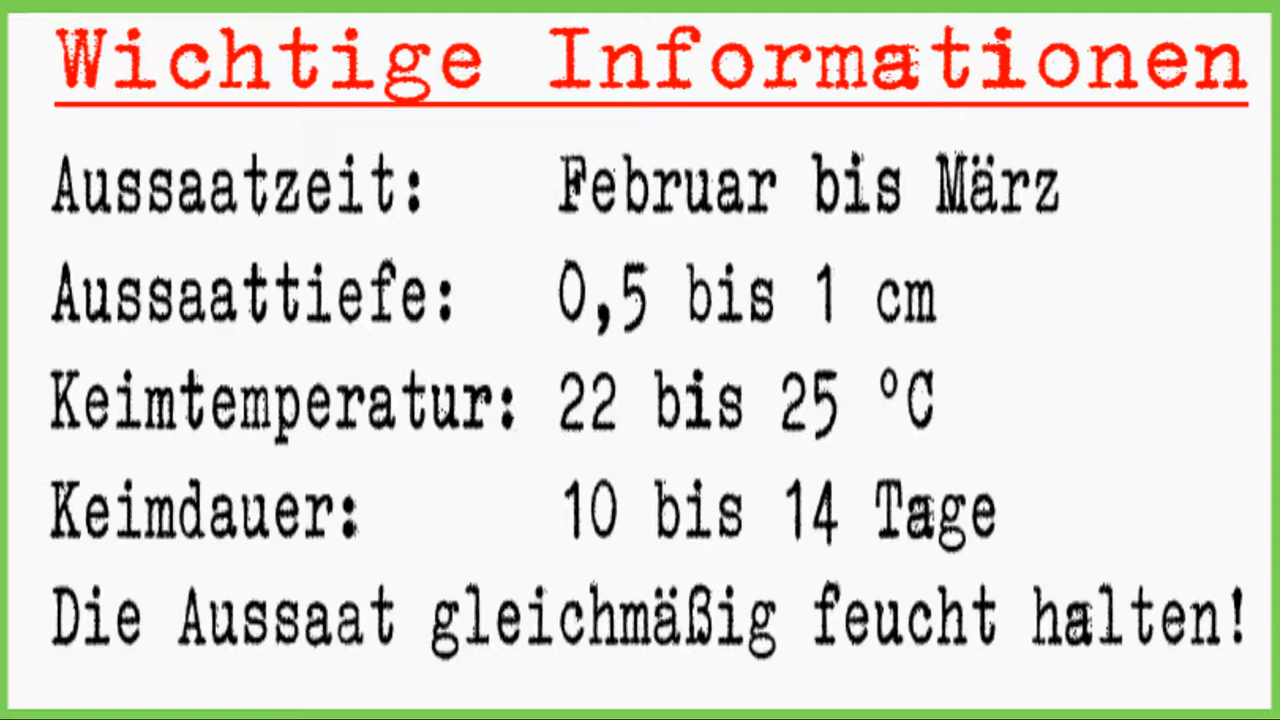 Wichtige Informationen
Aussaatzeit: Februar bis März
Aussaattiefe: 0,5 bis 1 cm
Keimtemperatur: 22 bis 25 °C
Keimdauer: 10 bis 14 Tage
Die Aussaat gleichmäßig feucht halten!